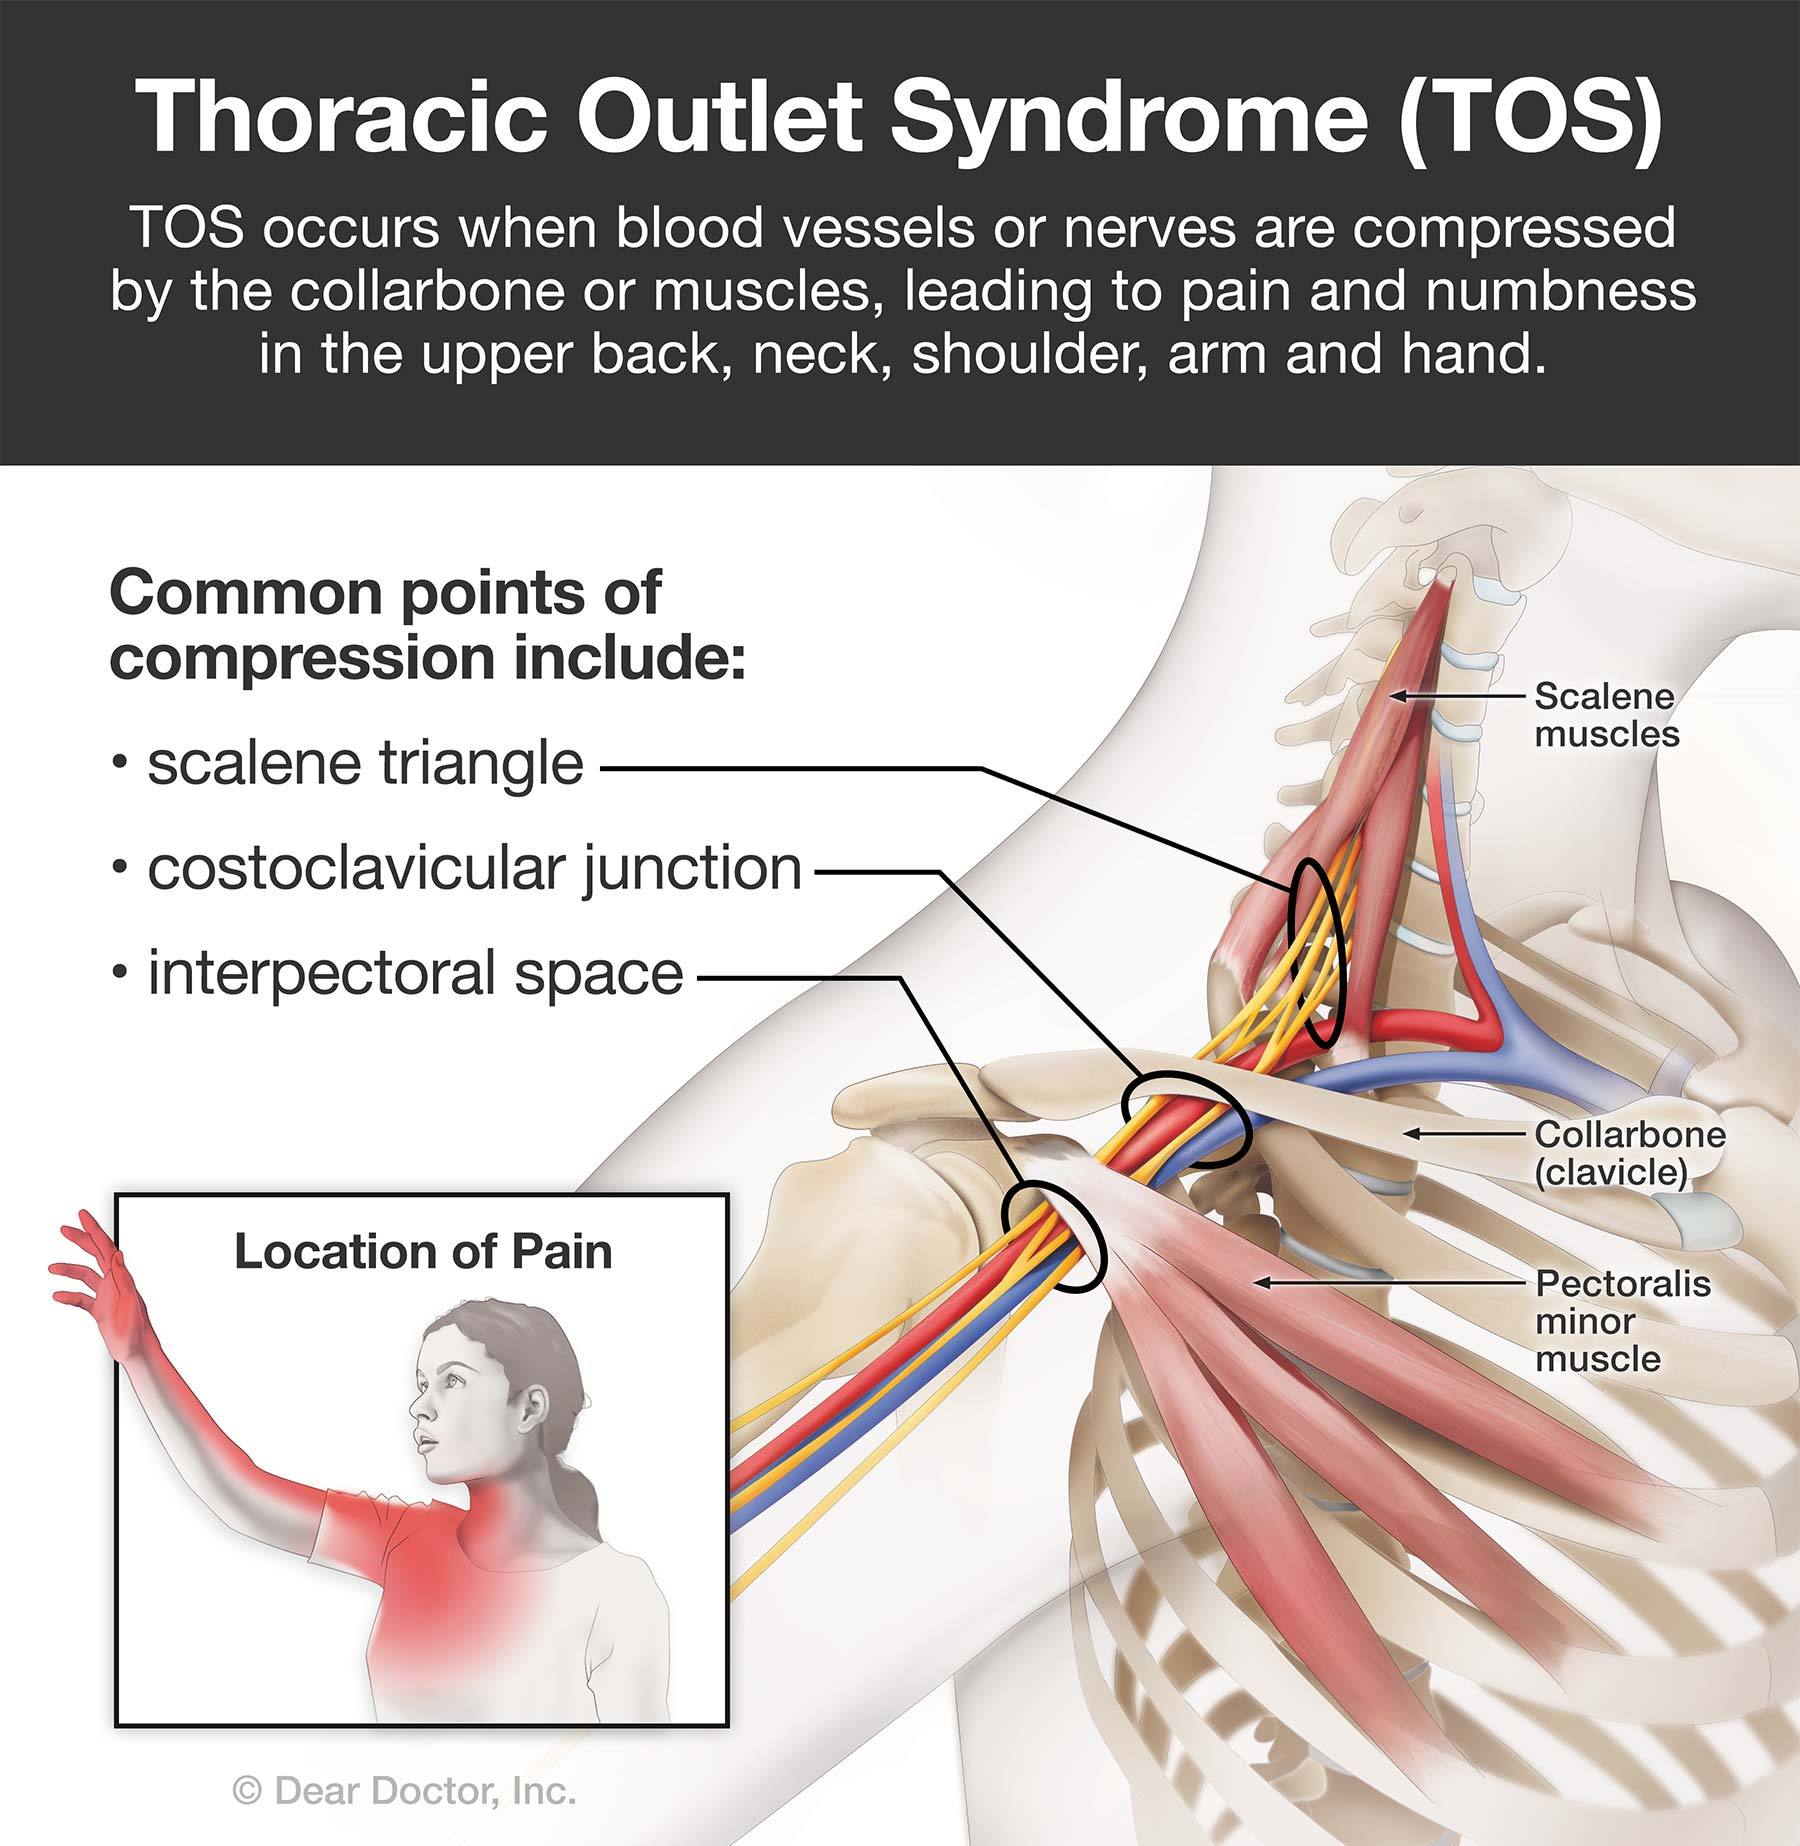 Thoracic Outlet Syndrome (TOS)
TOS occurs when blood vessels or nerves are compressed
by the collarbone or muscles, leading to pain and numbness
in the upper back, neck, shoulder, arm and hand.
Common points of
compression include:
• scalene triangle
• costoclavicular junction
• interpectoral space
Scalene
muscles
Collarbone
(clavicle)
Pectoralis
minor
muscle
Location of Pain
© Dear Doctor, Inc.